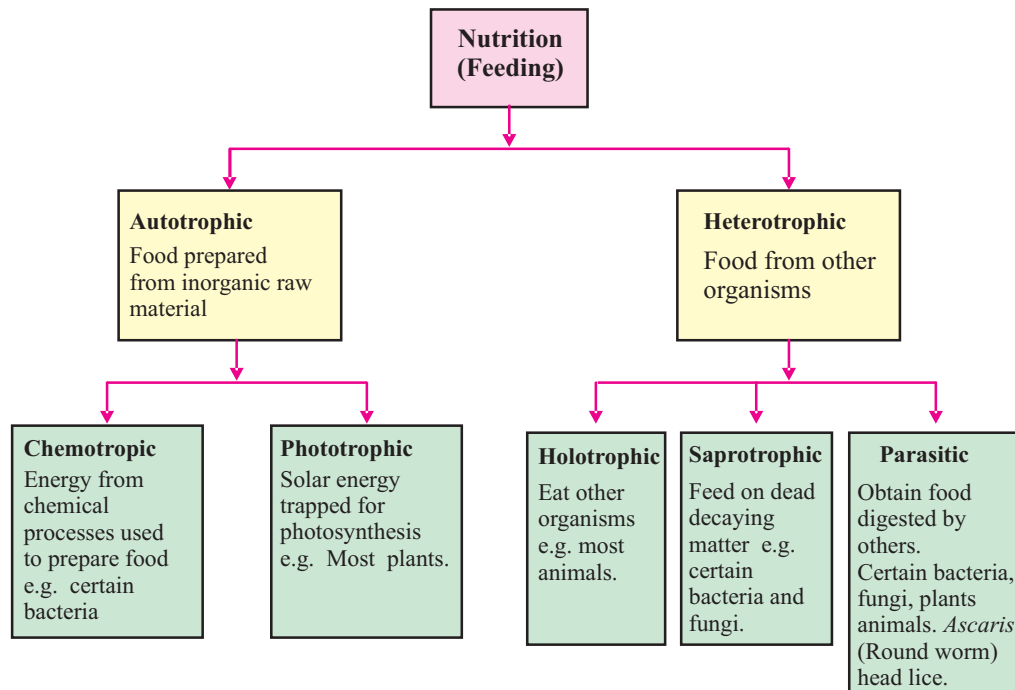 Nutrition
(Feeding)
Autotrophic
Food prepared
from inorganic raw
material
Heterotrophic
Food from other
organisms
Chemotropic
Energy from
chemical
processes used
to prepare food
e.g. certain
bacteria
Phototrophic
Solar energy
trapped for
photosynthesis
e.g. Most plants.
Holotrophic
Eat other
organisms
e.g. most
animals.
Saprotrophic
Feed on dead
decaying
matter e.g.
certain
bacteria and
fungi.
Parasitic
Obtain food
digested by
others.
Certain bacteria,
fungi, plants
animals. Ascaris
(Round worm)
head lice.